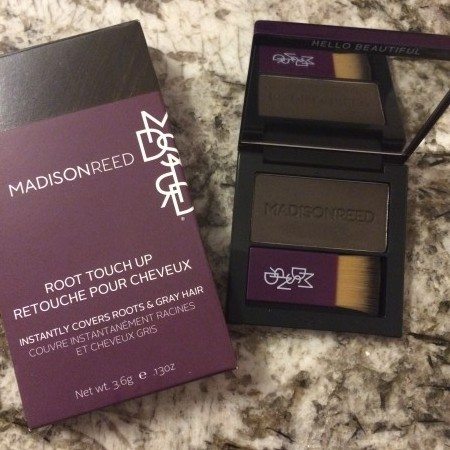 MADISONREED
ROOT TOUCH UP
RETOUCHE POUR CHEVEUX
INSTANTLY COVERS ROOTS & GRAY HAIR
COUVRE INSTANTANÉMENT RACINES
ET CHEVEUX GRIS
Net wt. 3.6g e .13oz
HELLO BEAUTIFUL
MADISONREED